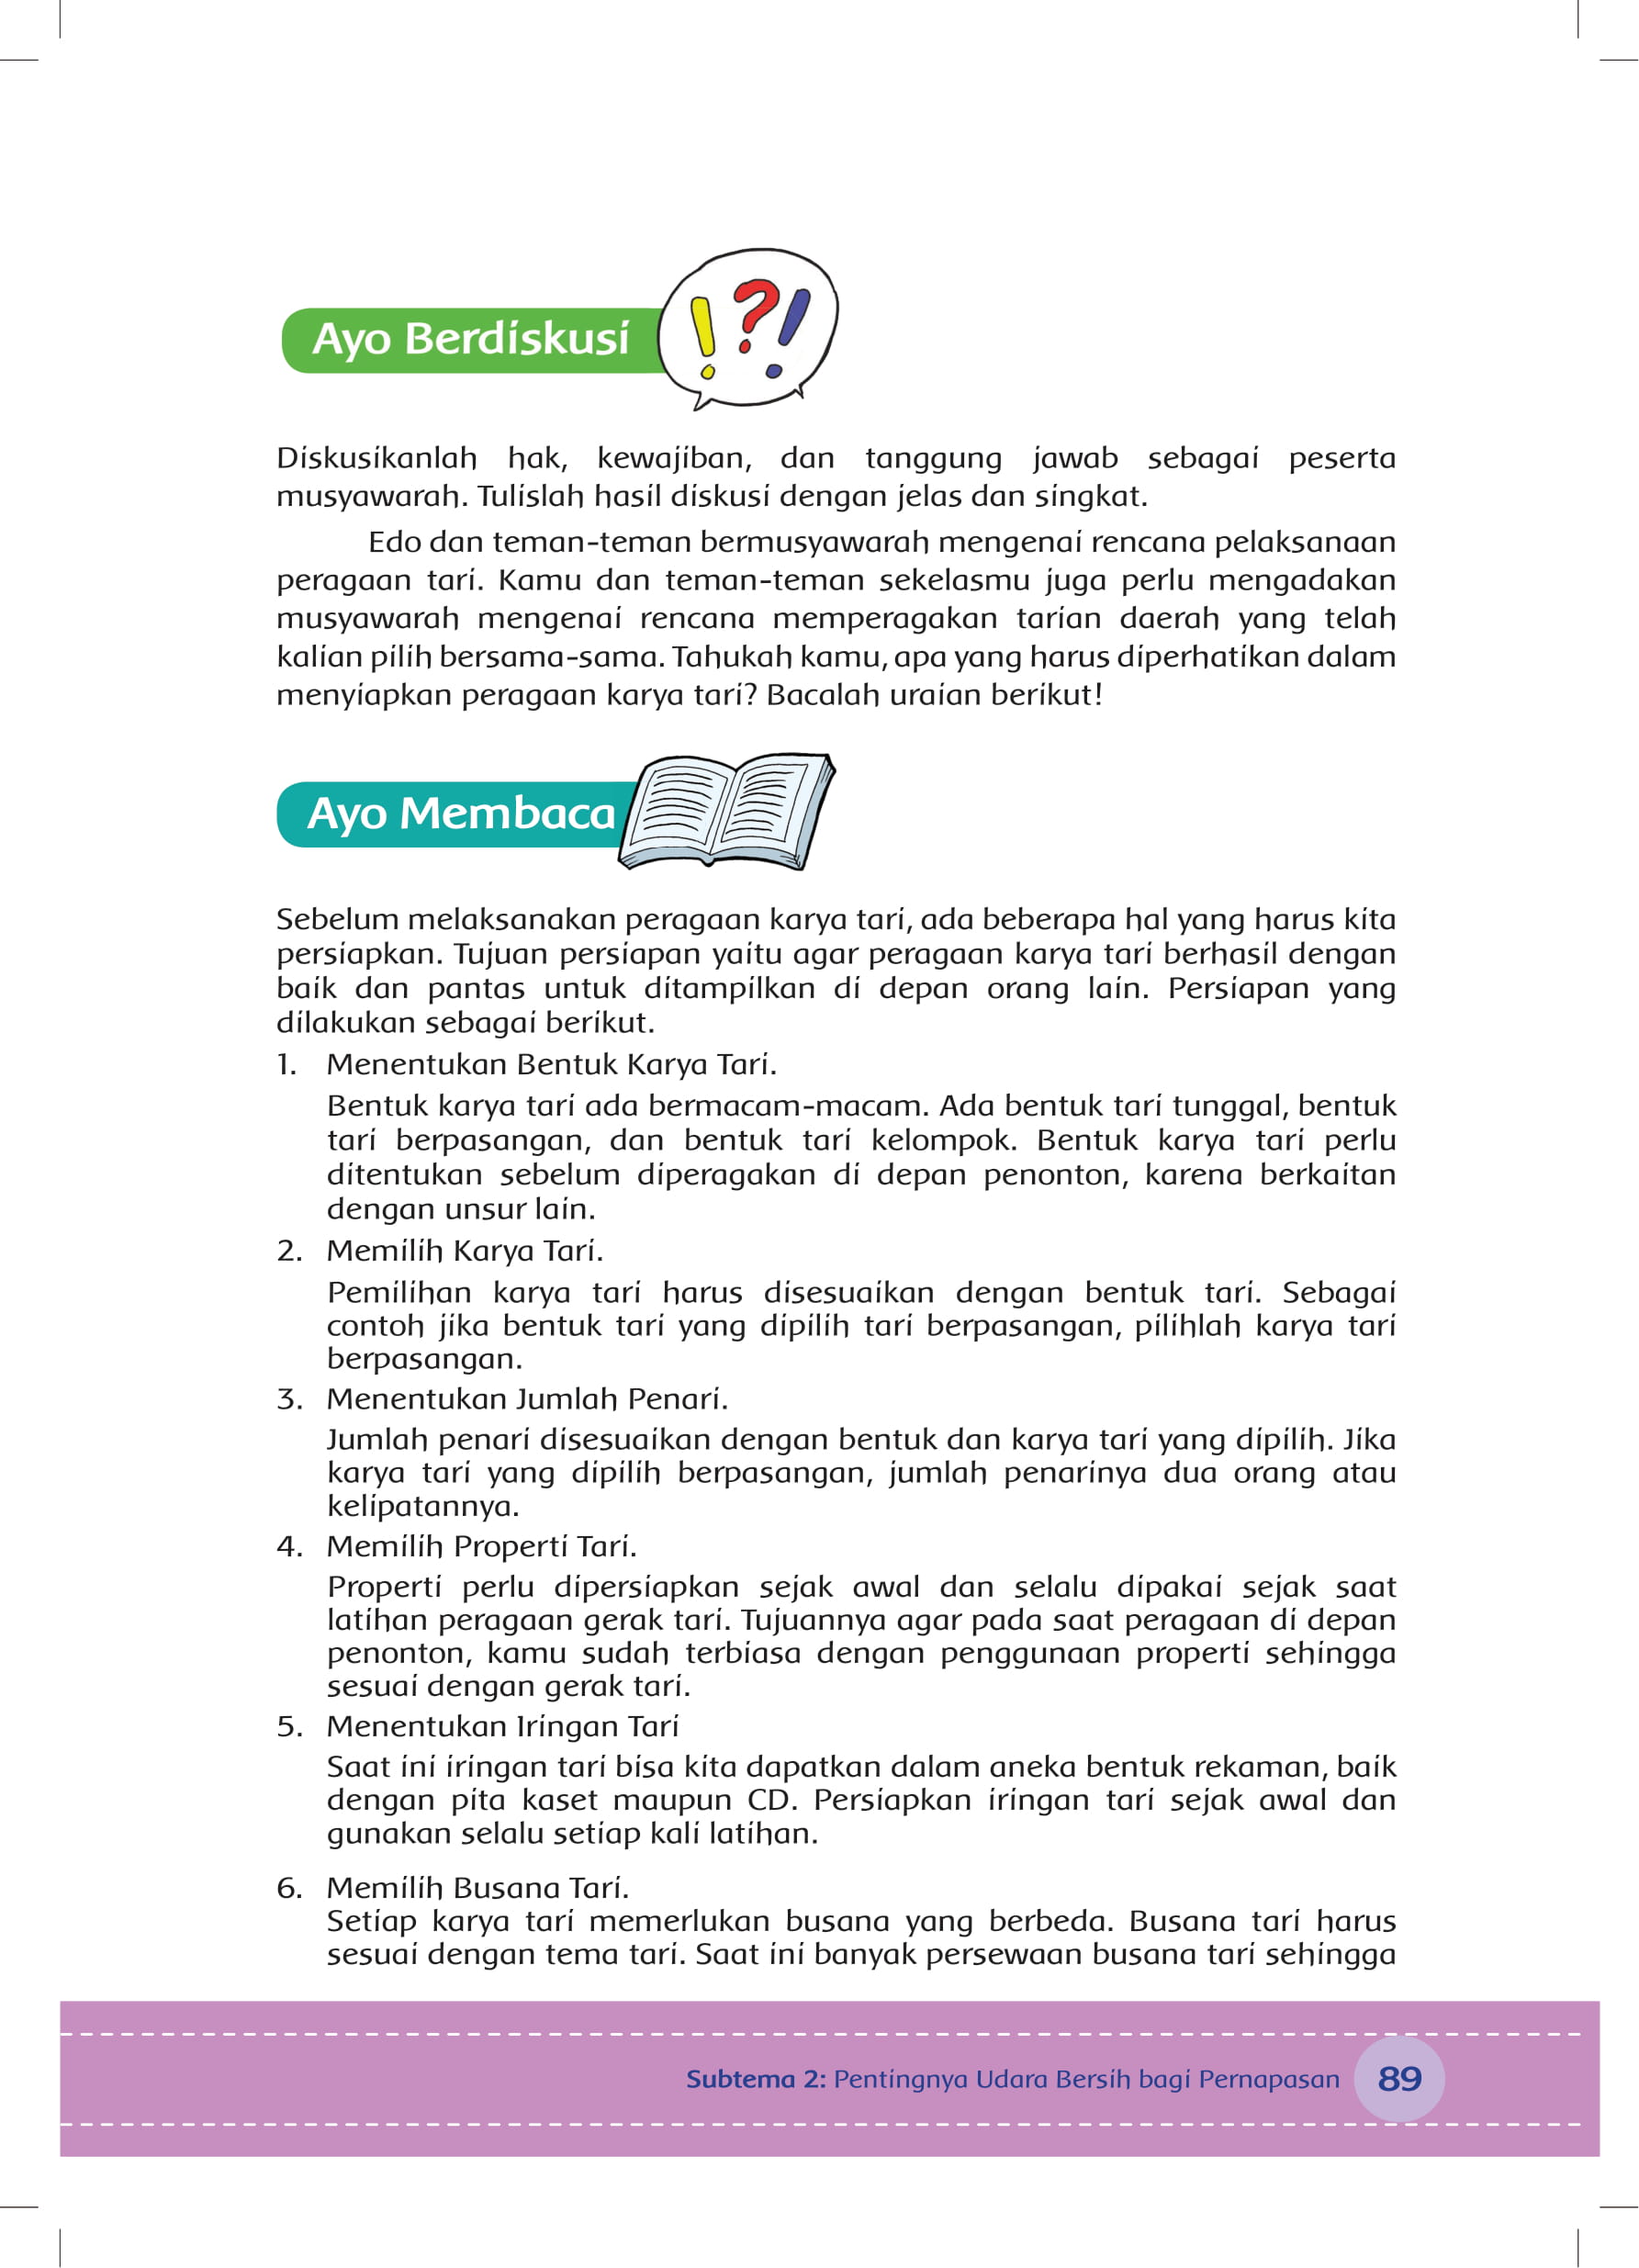 Ayo Berdiskusi
Diskusikanlah hak, kewajiban, dan tanggung jawab sebagai peserta
musyawarah. Tulislah hasil diskusi dengan jelas dan singkat.
Edo dan teman-teman bermusyawarah mengenai rencana pelaksanaan
peragaan tari. Kamu dan teman-teman sekelasmu juga perlu mengadakan
musyawarah mengenai rencana memperagakan tarian daerah yang telah
kalian pilih bersama-sama. Tahukah kamu, apa yang harus diperhatikan dalam
menyiapkan peragaan karya tari? Bacalah uraian berikut!
Ayo Membaca
Sebelum melaksanakan peragaan karya tari, ada beberapa hal yang harus kita
persiapkan. Tujuan persiapan yaitu agar peragaan karya tari berhasil dengan
baik dan pantas untuk ditampilkan di depan orang lain. Persiapan yang
dilakukan sebagai berikut.
1. Menentukan Bentuk Karya Tari.
Bentuk karya tari ada bermacam-macam. Ada bentuk tari tunggal, bentuk
tari berpasangan, dan bentuk tari kelompok. Bentuk karya tari perlu
ditentukan sebelum diperagakan di depan penonton, karena berkaitan
dengan unsur lain.
2. Memilih Karya Tari.
Pemilihan karya tari harus disesuaikan dengan bentuk tari. Sebagai
contoh jika bentuk tari yang dipilih tari berpasangan, pilihlah karya tari
berpasangan.
3. Menentukan Jumlah Penari.
Jumlah penari disesuaikan dengan bentuk dan karya tari yang dipilih. Jika
karya tari yang dipilih berpasangan, jumlah penarinya dua orang atau
kelipatannya.
4. Memilih Properti Tari.
Properti perlu dipersiapkan sejak awal dan selalu dipakai sejak saat
latihan peragaan gerak tari. Tujuannya agar pada saat peragaan di depan
penonton, kamu sudah terbiasa dengan penggunaan properti sehingga
sesuai dengan gerak tari.
5. Menentukan Iringan Tari
Saat ini iringan tari bisa kita dapatkan dalam aneka bentuk rekaman, baik
dengan pita kaset maupun CD. Persiapkan iringan tari sejak awal dan
gunakan selalu setiap kali latihan.
6. Memilih Busana Tari.
Setiap karya tari memerlukan busana yang berbeda. Busana tari harus
sesuai dengan tema tari. Saat ini banyak persewaan busana tari sehingga
Subtema 2: Pentingnya Udara Bersih bagi Pernapasan 89